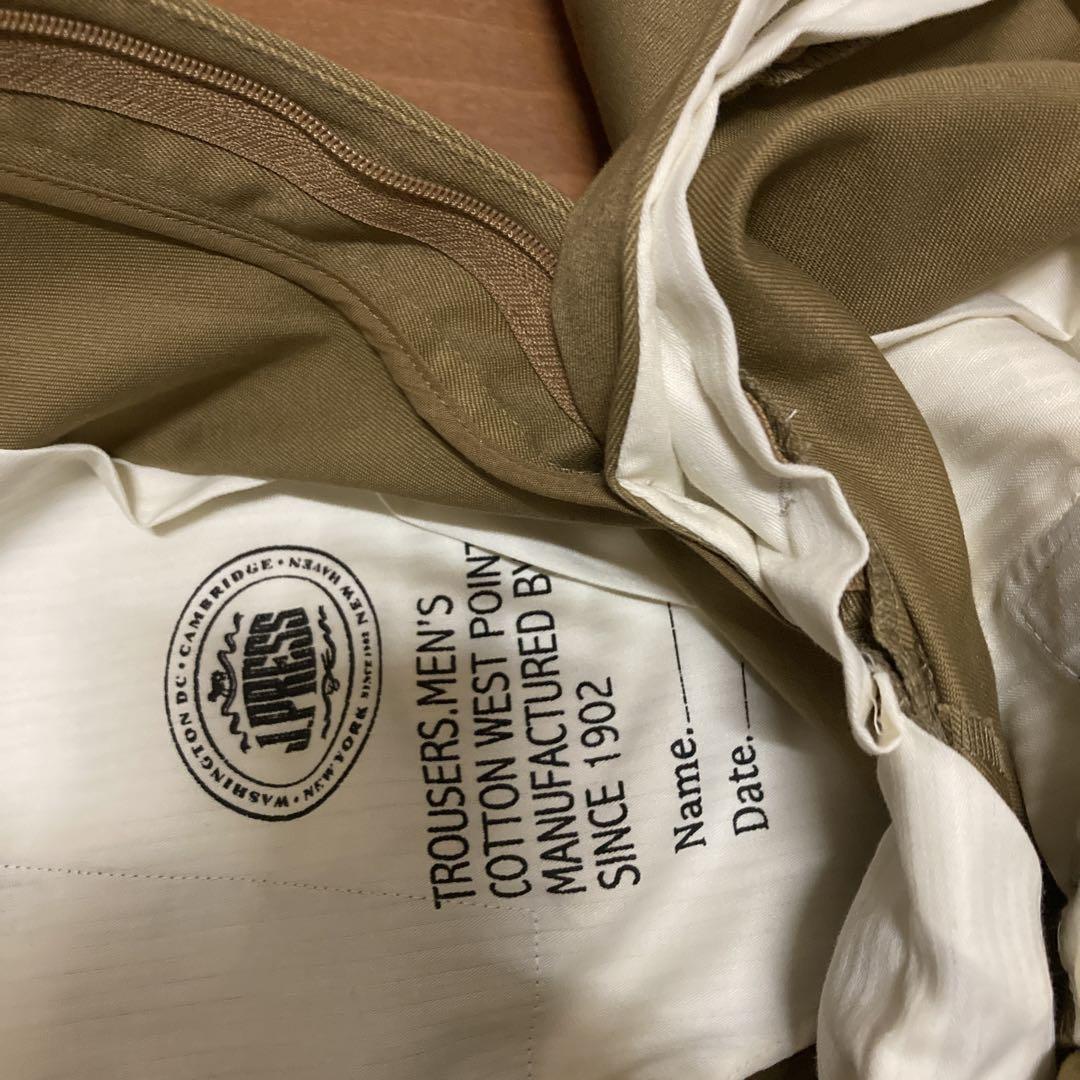 WASHINGTON DC • CAMBRIDGE • NEW HAVEN
N.Y.NEW YORK SINCE 1902
J.PRESS
TROUSERS.MEN'S
COTTON WEST POINT
MANUFACTURED BY
SINCE 1902
Name.
Date.